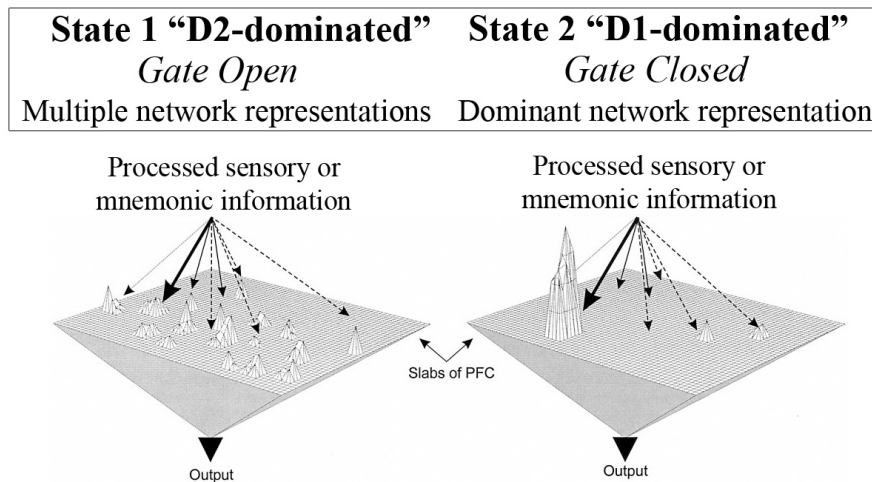 State 1 “D2-dominated”
Gate Open
Multiple network representations
State 2 “D1-dominated”
Gate Closed
Dominant network representation
Processed sensory or
mnemonic information
Processed sensory or
mnemonic information
Slabs of PFC
Output
Output